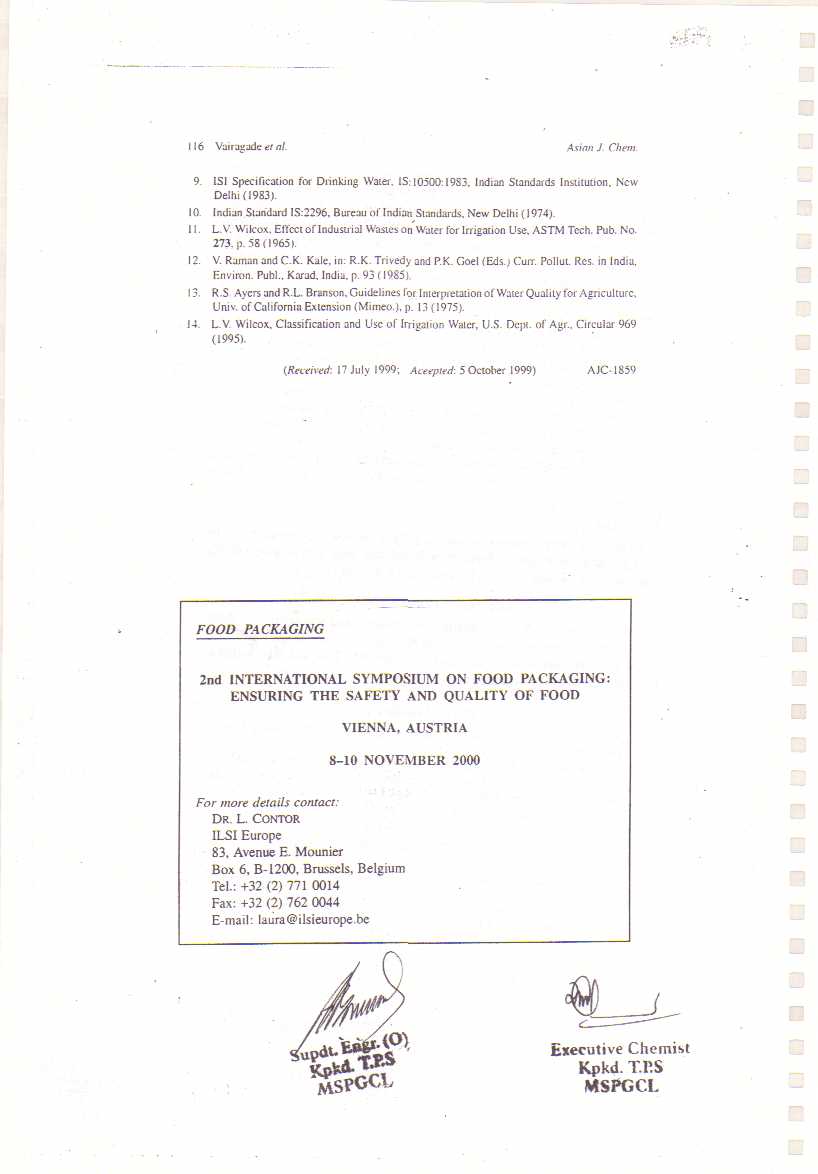 116 Vairagade et al. Asian J. Chem.
9. ISI Specification for Drinking Water, IS:10500:1983, Indian Standards Institution, New
Delhi (1983).
10. Indian Standard IS:2296, Bureau of Indian Standards, New Delhi (1974).
11. L.V. Wilcox, Effect of Industrial Wastes on Water for Irrigation Use, ASTM Tech. Pub. No.
273, p. 58 (1965).
12. V. Raman and C.K. Kale, in: R.K. Trivedy and P.K. Goel (Eds.) Curr. Pollut. Res. in India,
Environ. Publ., Karad, India, p. 93 (1985).
13. R.S Ayers and R.L. Branson, Guidelines for Interpretation of Water Quality for Agriculture,
Univ. of California Extension (Mimeo.), p. 13 (1975).
14. L.V. Wilcox, Classification and Use of Irrigation Water, U.S. Dept. of Agr., Circular 969
(1995).
(Received: 17 July 1999; Accepted: 5 October 1999) AJC-1859
FOOD PACKAGING
2nd INTERNATIONAL SYMPOSIUM ON FOOD PACKAGING:
ENSURING THE SAFETY AND QUALITY OF FOOD
VIENNA, AUSTRIA
8–10 NOVEMBER 2000
For more details contact:
DR. L. CONTOR
ILSI Europe
83, Avenue E. Mounier
Box 6, B-1200, Brussels, Belgium
Tel.: +32 (2) 771 0014
Fax: +32 (2) 762 0044
E-mail: laura@ilsieurope.be
Supdt. Engr. (O)
Kpkd. T.P.S
MSPGCL
Executive Chemist
Kpkd. T.P.S
MSPGCL